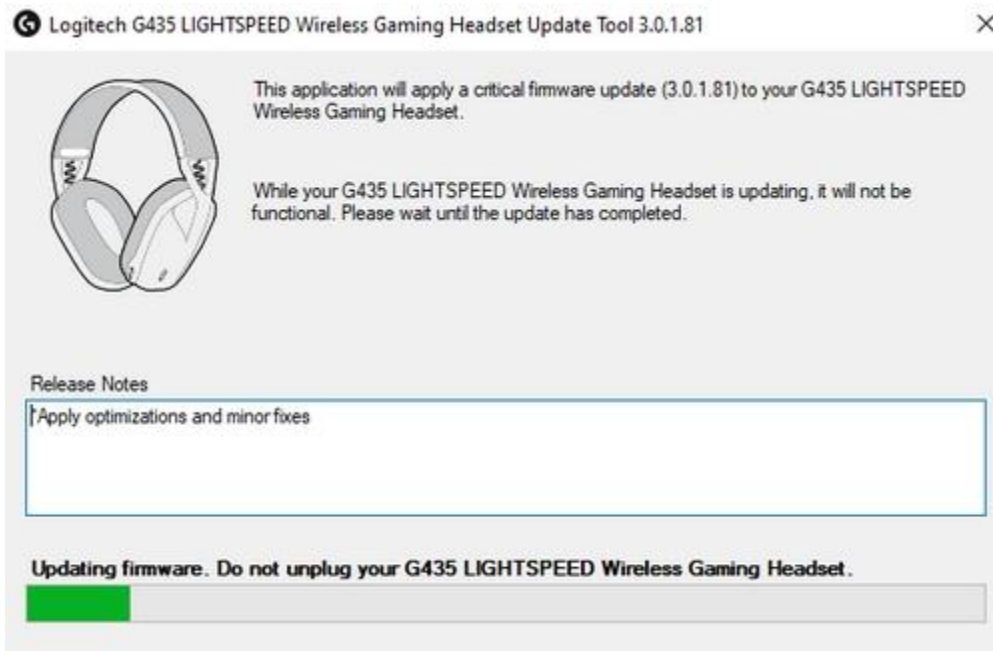 Logitech G435 LIGHTSPEED Wireless Gaming Headset Update Tool 3.0.1.81
This application will apply a critical firmware update (3.0.1.81) to your G435 LIGHTSPEED
Wireless Gaming Headset.
While your G435 LIGHTSPEED Wireless Gaming Headset is updating, it will not be
functional. Please wait until the update has completed.
Release Notes
*Apply optimizations and minor fixes
Updating firmware. Do not unplug your G435 LIGHTSPEED Wireless Gaming Headset.